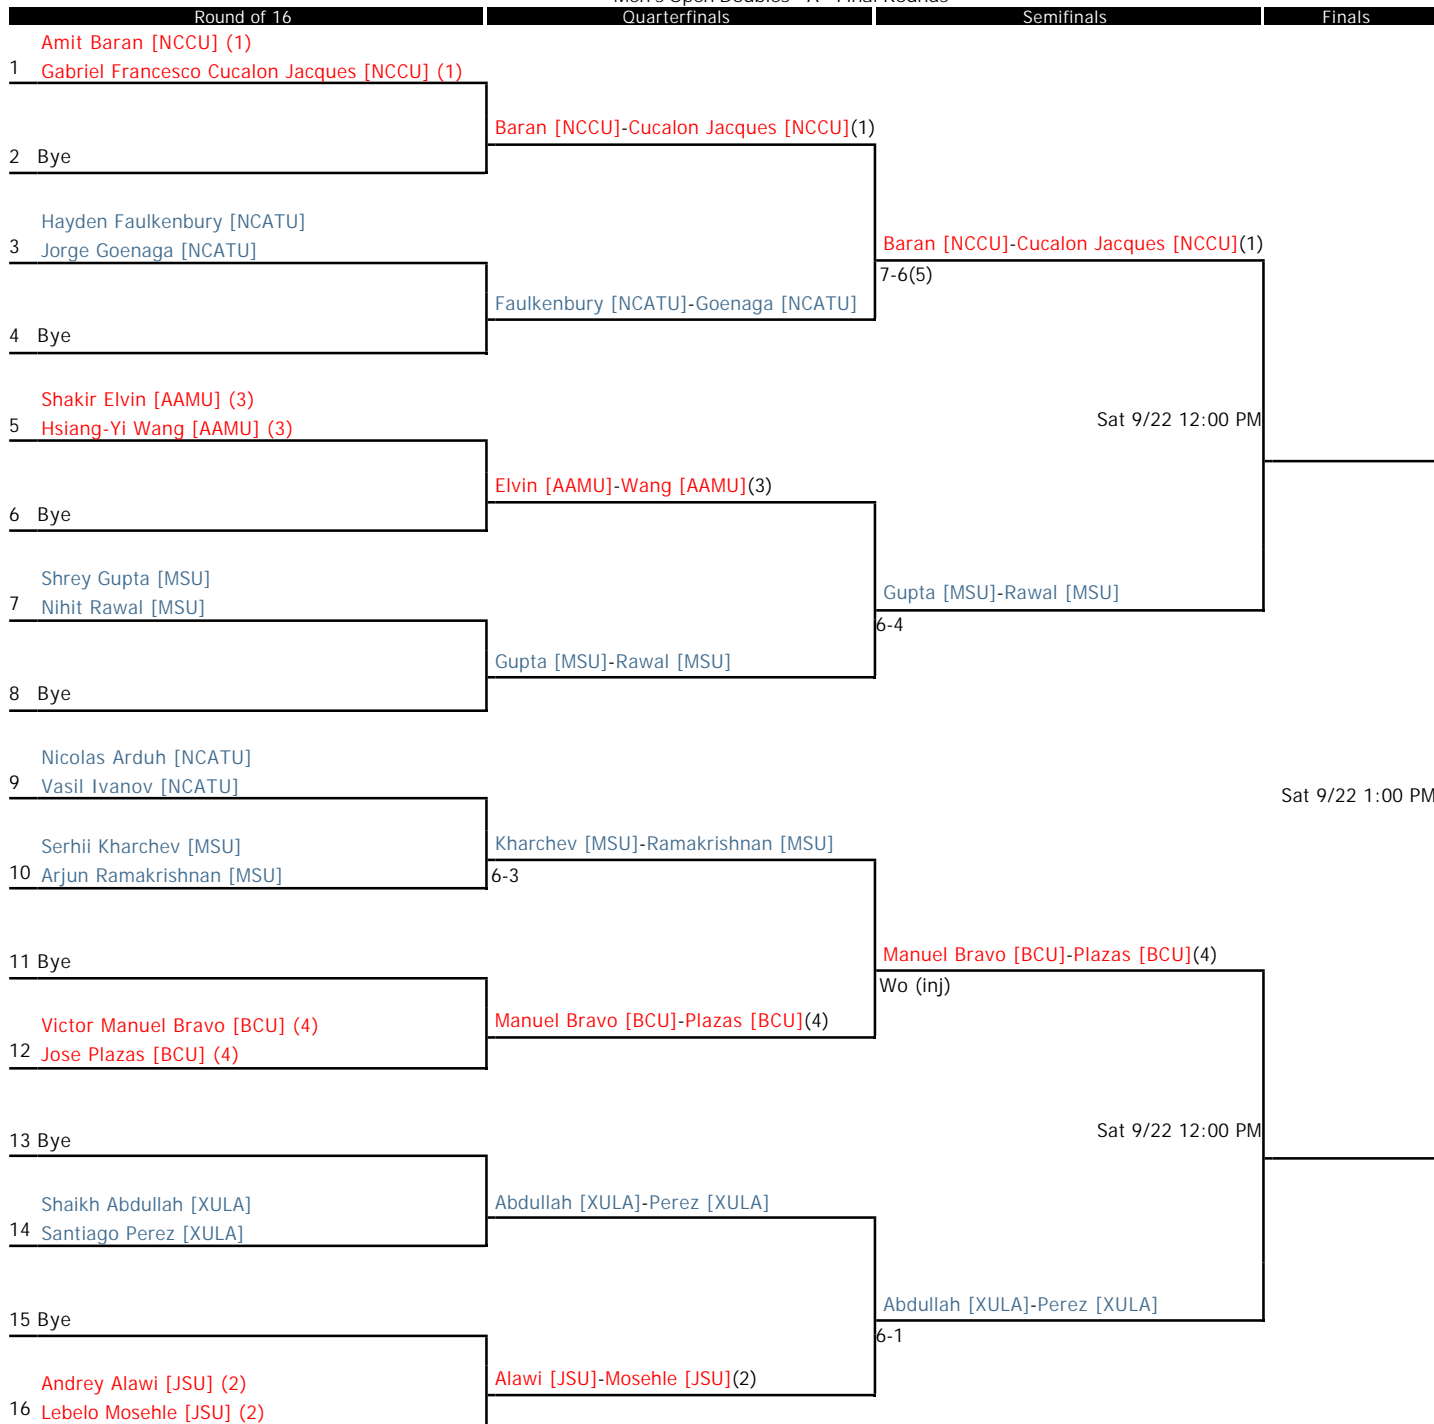 Men's Open Doubles - A - Final Rounds
Round of 16 Quarterfinals Semifinals Finals
Amit Baran [NCCU] (1)
1 Gabriel Francesco Cucalon Jacques [NCCU] (1)
Baran [NCCU]-Cucalon Jacques [NCCU](1)
2 Bye
Hayden Faulkenbury [NCATU]
3 Jorge Goenaga [NCATU]
Baran [NCCU]-Cucalon Jacques [NCCU](1)
7-6(5)
Faulkenbury [NCATU]-Goenaga [NCATU]
4 Bye
Shakir Elvin [AAMU] (3)
5 Hsiang-Yi Wang [AAMU] (3)
Sat 9/22 12:00 PM
Elvin [AAMU]-Wang [AAMU](3)
6 Bye
Shrey Gupta [MSU]
7 Nihit Rawal [MSU]
Gupta [MSU]-Rawal [MSU]
6-4
Gupta [MSU]-Rawal [MSU]
8 Bye
Nicolas Arduh [NCATU]
9 Vasil Ivanov [NCATU]
Sat 9/22 1:00 PM
Serhii Kharchev [MSU]
10 Arjun Ramakrishnan [MSU]
Kharchev [MSU]-Ramakrishnan [MSU]
6-3
11 Bye
Manuel Bravo [BCU]-Plazas [BCU](4)
Wo (inj)
Victor Manuel Bravo [BCU] (4)
12 Jose Plazas [BCU] (4)
Manuel Bravo [BCU]-Plazas [BCU](4)
13 Bye
Sat 9/22 12:00 PM
Shaikh Abdullah [XULA]
14 Santiago Perez [XULA]
Abdullah [XULA]-Perez [XULA]
15 Bye
Abdullah [XULA]-Perez [XULA]
6-1
Andrey Alawi [JSU] (2)
16 Lebelo Mosehle [JSU] (2)
Alawi [JSU]-Mosehle [JSU](2)